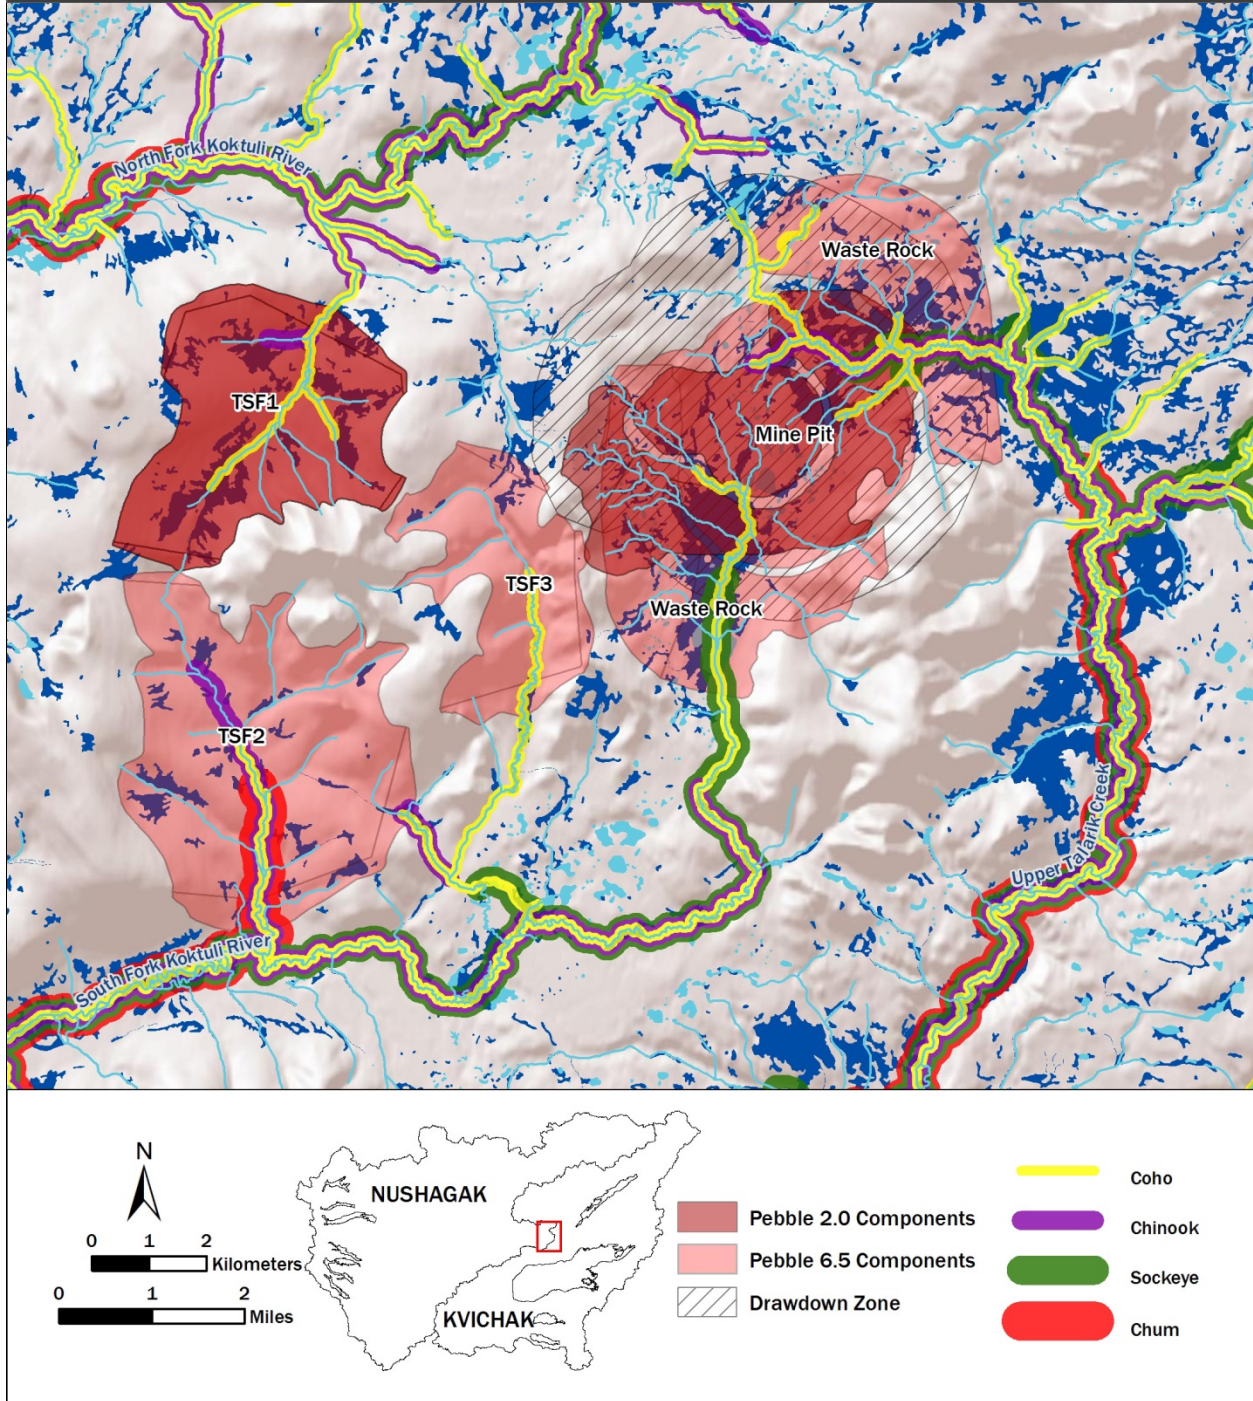 North Fork Koktuli River
Waste Rock
TSF1
Mine Pit
TSF3
Waste Rock
TSF2
Upper Talarik Creek
South Fork Koktuli River
N
0 1 2
Kilometers
0 1 2
Miles
NUSHAGAK
KVICHAK
Pebble 2.0 Components
Pebble 6.5 Components
Drawdown Zone
Coho
Chinook
Sockeye
Chum